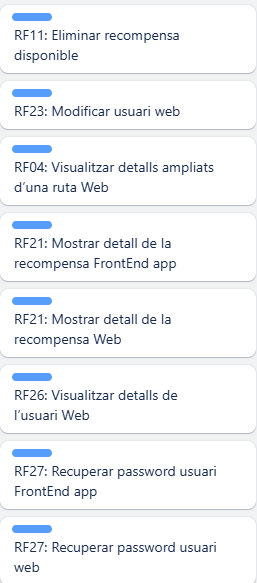 RF11: Eliminar recompensa
disponible
RF23: Modificar usuari web
RF04: Visualitzar detalls ampliats
d'una ruta Web
RF21: Mostrar detall de la
recompensa FrontEnd app
RF21: Mostrar detall de la
recompensa Web
RF26: Visualitzar detalls de
l'usuari Web
RF27: Recuperar password usuari
FrontEnd app
RF27: Recuperar password usuari
web